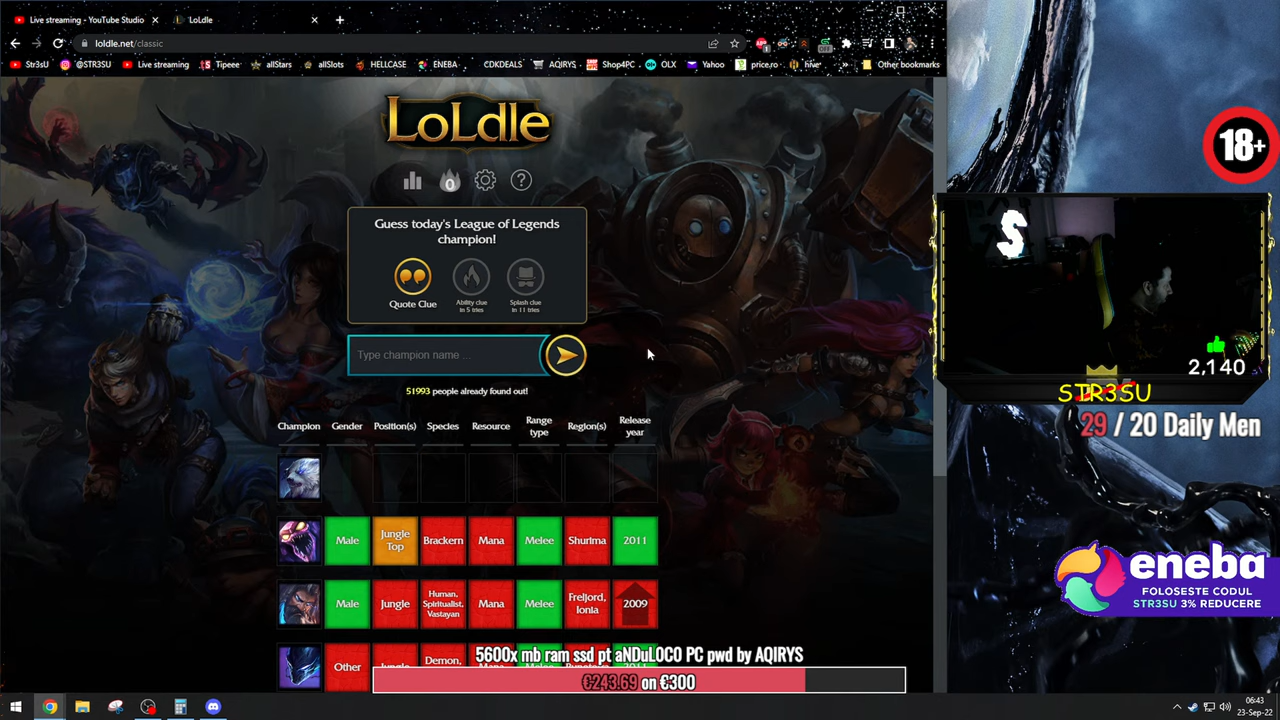 Live streaming - YouTube Studio
LoLdle
loldle.net/classic
Str3sU
@STR3SU
Live streaming
Tipeee
allStars
allSlots
HELLCASE
ENEBA
CDKDEALS
AQIRYS
Shop4PC
OLX
Yahoo
price.ro
hive
Other bookmarks
LoLdle
0
Guess today's League of Legends
champion!
Quote Clue
Ability clue
in 5 tries
Splash clue
in 11 tries
Type champion name ...
51993 people already found out!
Champion Gender Position(s) Species Resource Range type Region(s) Release year
Male Jungle Top Brackern Mana Melee Shurima 2011
Male Jungle Human, Spiritualist, Vastayan Mana Melee Freljord, Ionia 2009
Other Jungle Demon,
5600x mb ram ssd pt aNDuLOCO PC pwd by AQIRYS
€243.69 on €300
18+
S
2,140
STR3SU
29 / 20 Daily Men
eneba
FOLOSESTE CODUL
STR3SU 3% REDUCERE
06:43
23-Sep-22